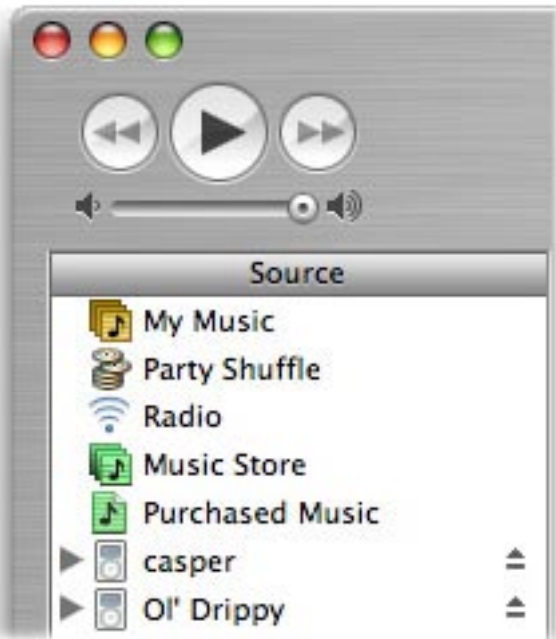 Source
My Music
Party Shuffle
Radio
Music Store
Purchased Music
casper
Ol' Drippy